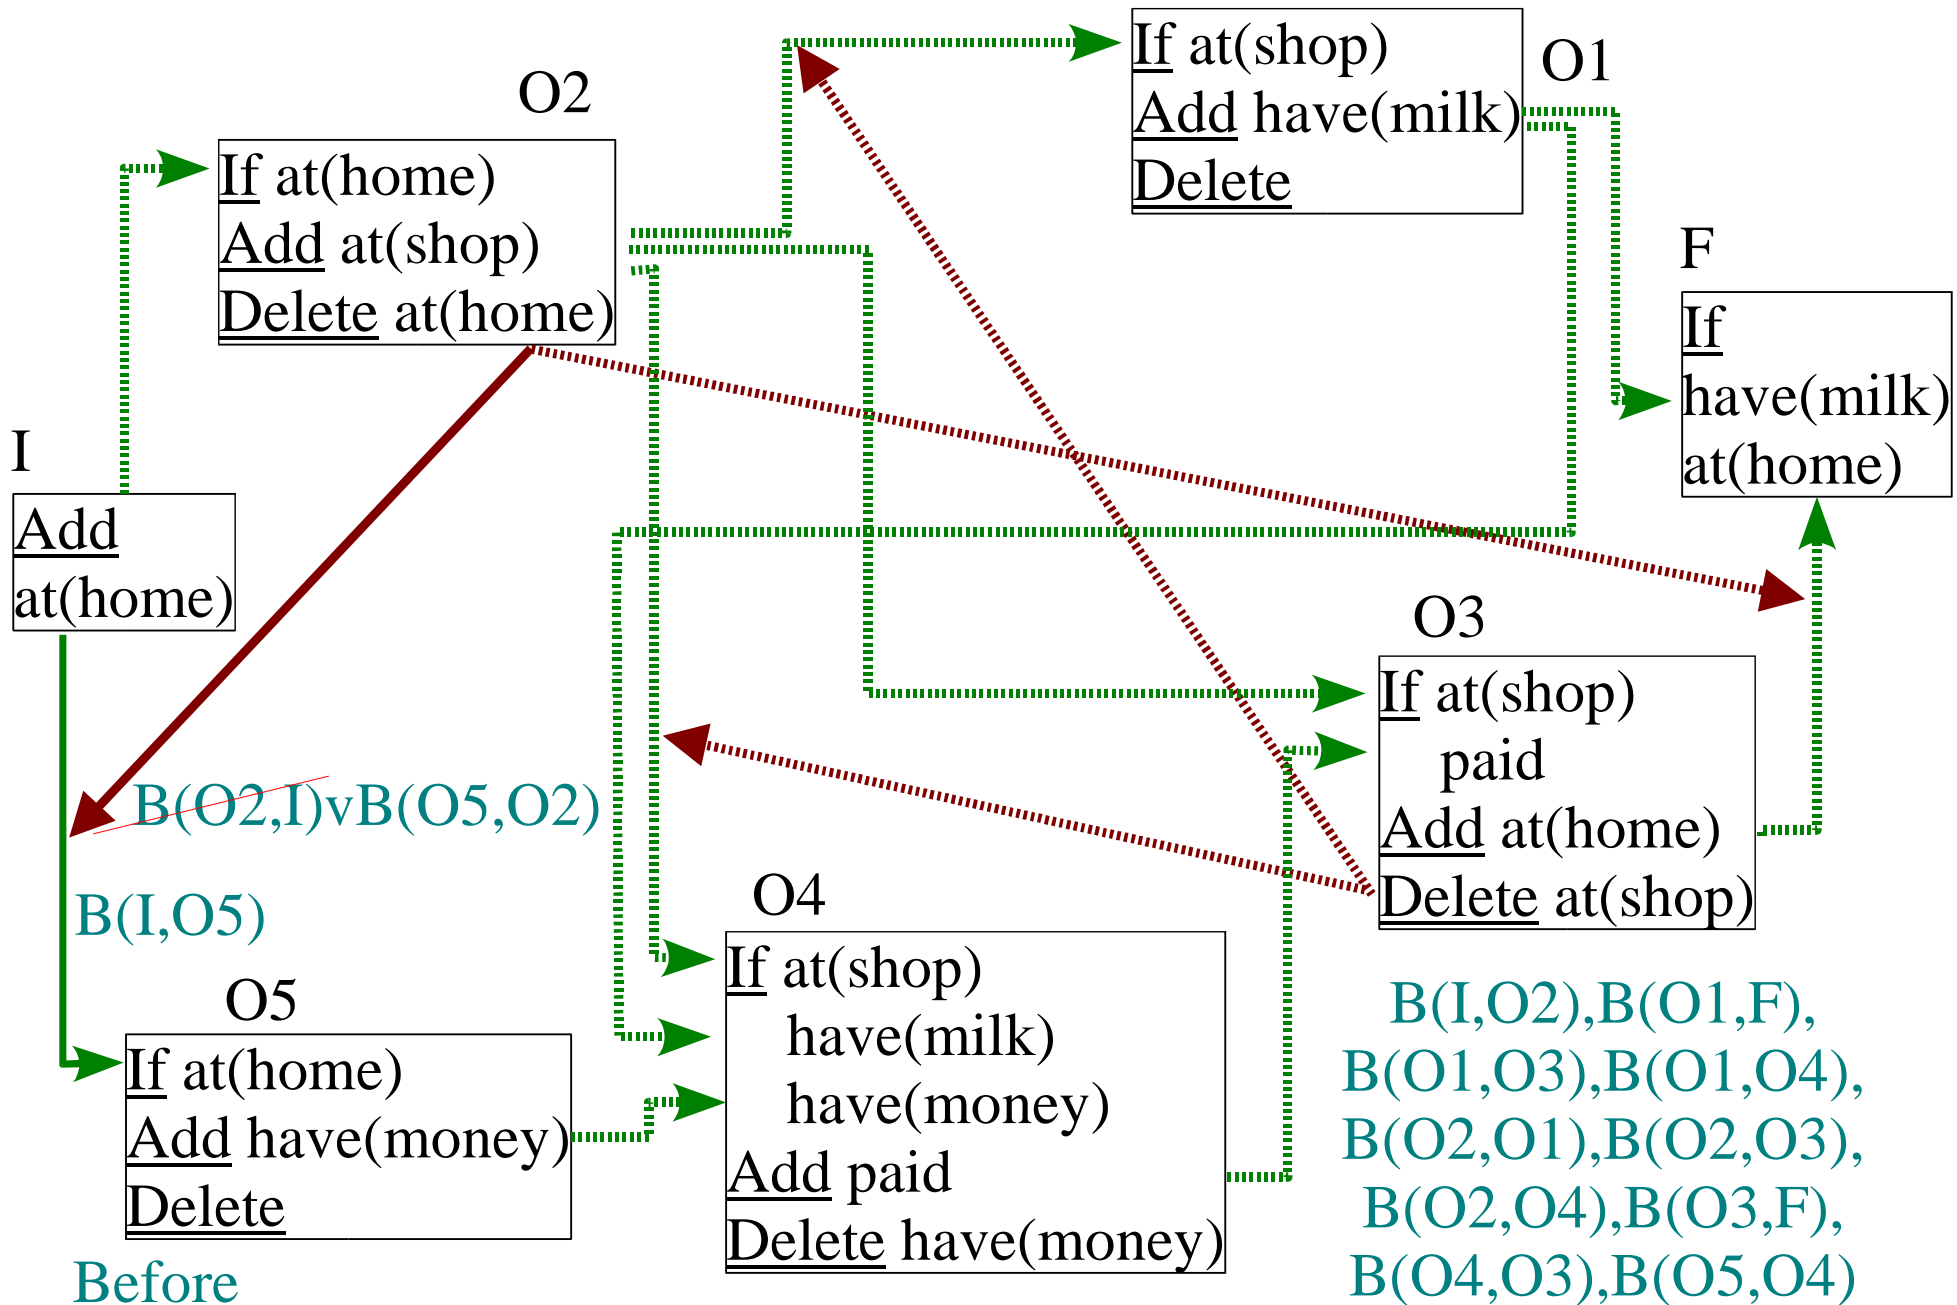 O2
If at(home)
Add at(shop)
Delete at(home)
If at(shop)
Add have(milk)
Delete
O1
F
If
have(milk)
at(home)
I
Add
at(home)
O3
If at(shop)
paid
Add at(home)
Delete at(shop)
B(O2,I)vB(O5,O2)
B(I,O5)
O4
If at(shop)
have(milk)
have(money)
Add paid
Delete have(money)
O5
If at(home)
Add have(money)
Delete
Before
B(I,O2),B(O1,F),
B(O1,O3),B(O1,O4),
B(O2,O1),B(O2,O3),
B(O2,O4),B(O3,F),
B(O4,O3),B(O5,O4)